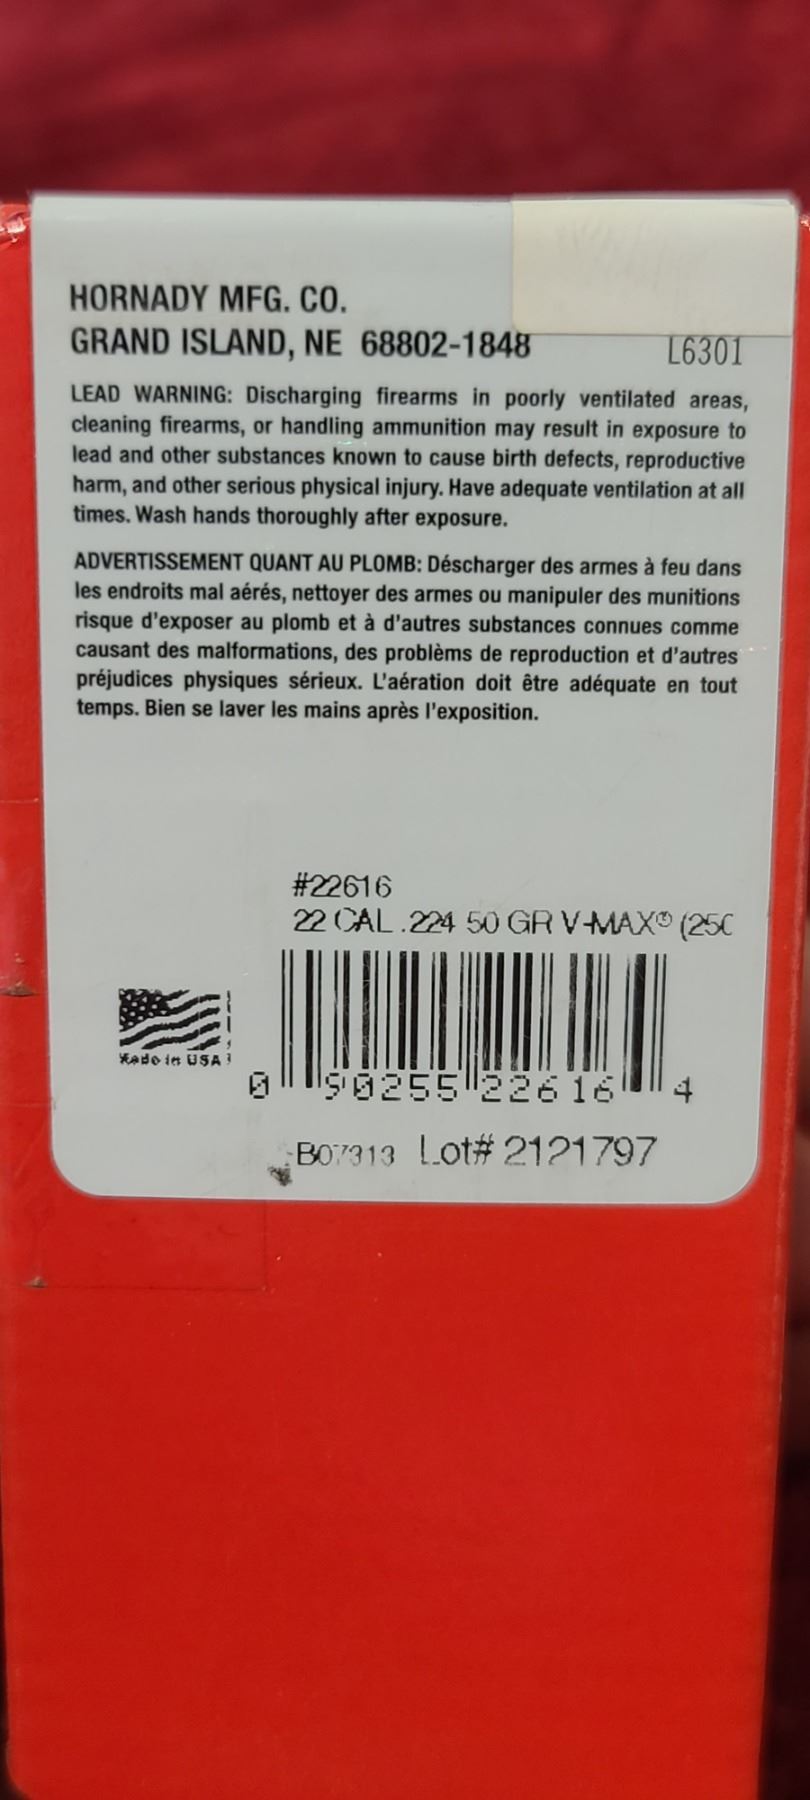 HORNADY MFG. CO.
GRAND ISLAND, NE 68802-1848
L6301
LEAD WARNING: Discharging firearms in poorly ventilated areas,
cleaning firearms, or handling ammunition may result in exposure to
lead and other substances known to cause birth defects, reproductive
harm, and other serious physical injury. Have adequate ventilation at all
times. Wash hands thoroughly after exposure.
ADVERTISSEMENT QUANT AU PLOMB: Déscharger des armes à feu dans
les endroits mal aérés, nettoyer des armes ou manipuler des munitions
risque d'exposer au plomb et à d'autres substances connues comme
causant des malformations, des problèms de reproduction et d'autres
préjudices physiques sérieux. L'aération doit être adéquate en tout
temps. Bien se laver les mains après l'exposition.
#22616
22 CAL .224 50 GR V-MAX® (250
Made in USA
0 90255 22616 4
B07313 Lot# 2121797